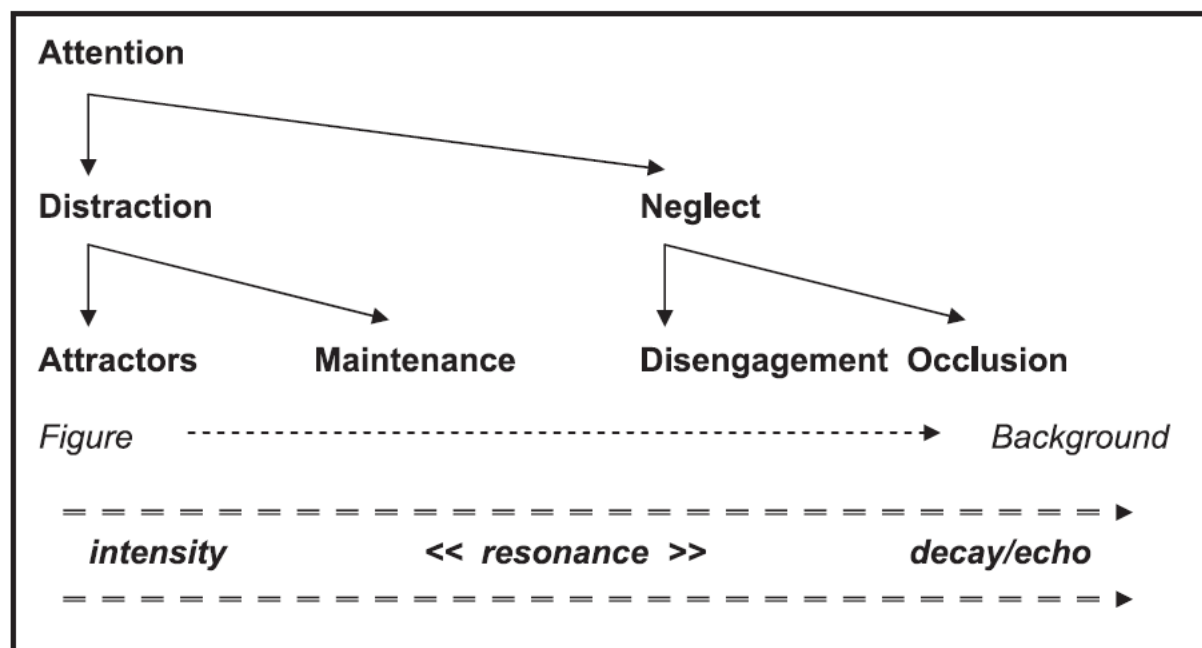 Attention
Distraction Neglect
Attractors Maintenance Disengagement Occlusion
Figure Background
intensity << resonance >> decay/echo